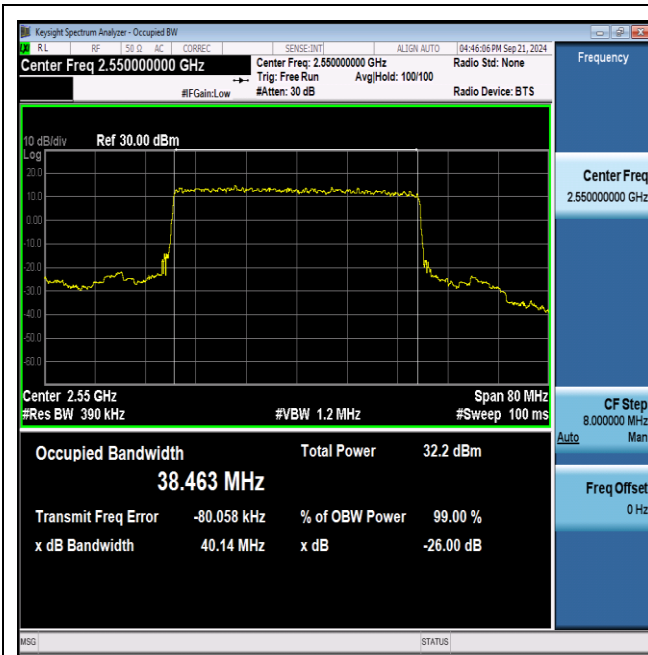 Keysight Spectrum Analyzer - Occupied BW
RL RF 50 Ω AC CORREC SENSE:INT ALIGN AUTO 04:46:06 PM Sep 21, 2024
Center Freq 2.550000000 GHz
Center Freq: 2.550000000 GHz
Radio Std: None
Trig: Free Run Avg|Hold: 100/100
#IFGain:Low #Atten: 30 dB Radio Device: BTS
10 dB/div Ref 30.00 dBm
Log
20.0
10.0
0.00
-10.0
-20.0
-30.0
-40.0
-50.0
-60.0
Center 2.55 GHz Span 80 MHz
#Res BW 390 kHz #VBW 1.2 MHz #Sweep 100 ms
Occupied Bandwidth Total Power 32.2 dBm
38.463 MHz
Transmit Freq Error -80.058 kHz % of OBW Power 99.00 %
x dB Bandwidth 40.14 MHz x dB -26.00 dB
MSG STATUS
Frequency
Center Freq
2.550000000 GHz
CF Step
8.000000 MHz
Auto Man
Freq Offset
0 Hz